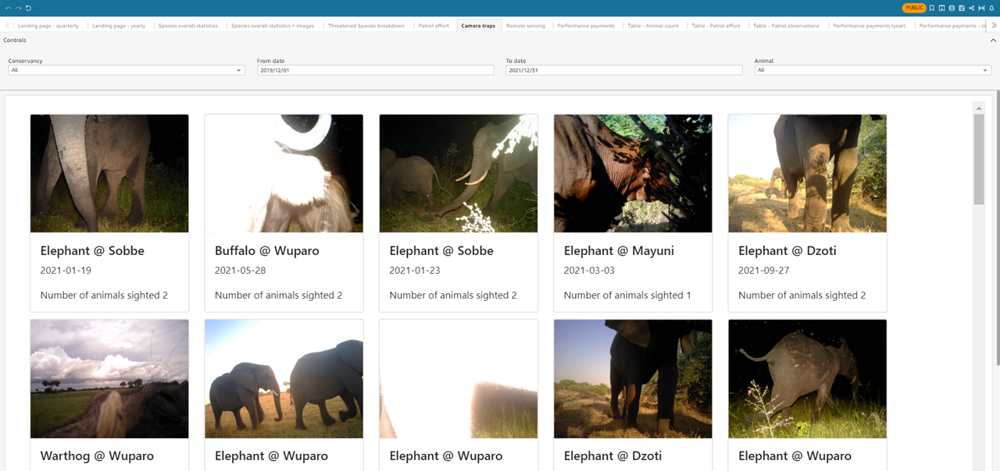 PUBLIC
Landing page - quarterly
Landing page - yearly
Species overall statistics
Species overall statistics + images
Threatened Species breakdown
Patrol effort
Camera traps
Remote sensing
Performance payments
Table - Animal count
Table - Patrol effort
Table - Patrol observations
Performance payments (year)
Performance payments - ol
Controls
Conservancy
From date
To date
Animal
All
2019/12/01
2021/12/31
All
Elephant @ Sobbe
2021-01-19
Number of animals sighted 2
Buffalo @ Wuparo
2021-05-28
Number of animals sighted 2
Elephant @ Sobbe
2021-01-23
Number of animals sighted 2
Elephant @ Mayuni
2021-03-03
Number of animals sighted 1
Elephant @ Dzoti
2021-09-27
Number of animals sighted 2
Warthog @ Wuparo
Elephant @ Wuparo
Elephant @ Wuparo
Elephant @ Dzoti
Elephant @ Wuparo